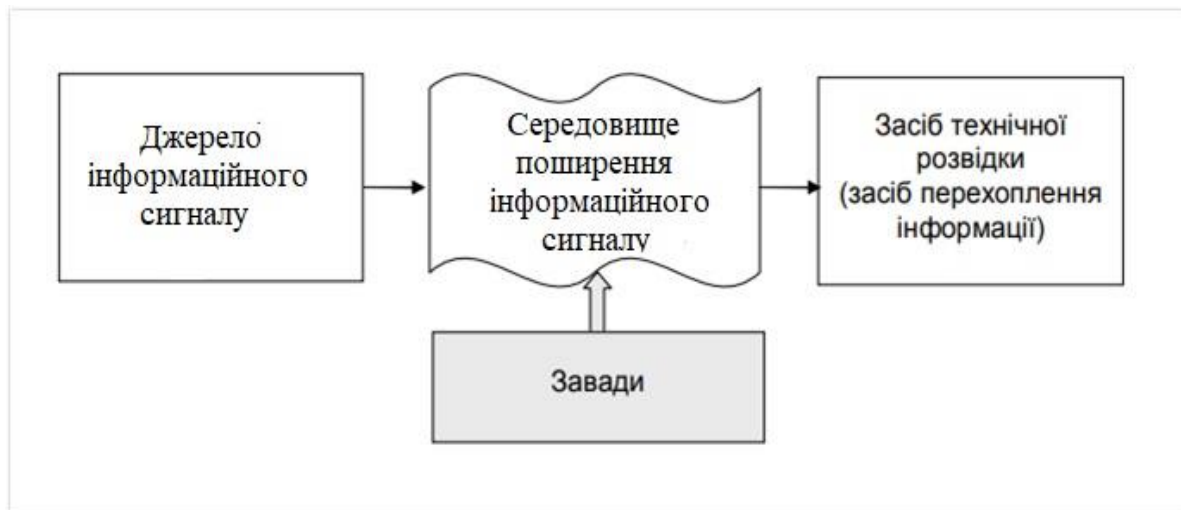 Джерело
інформаційного
сигналу
Середовище
поширення
інформаційного
сигналу
Засіб технічної
розвідки
(засіб перехоплення
інформації)
Завади